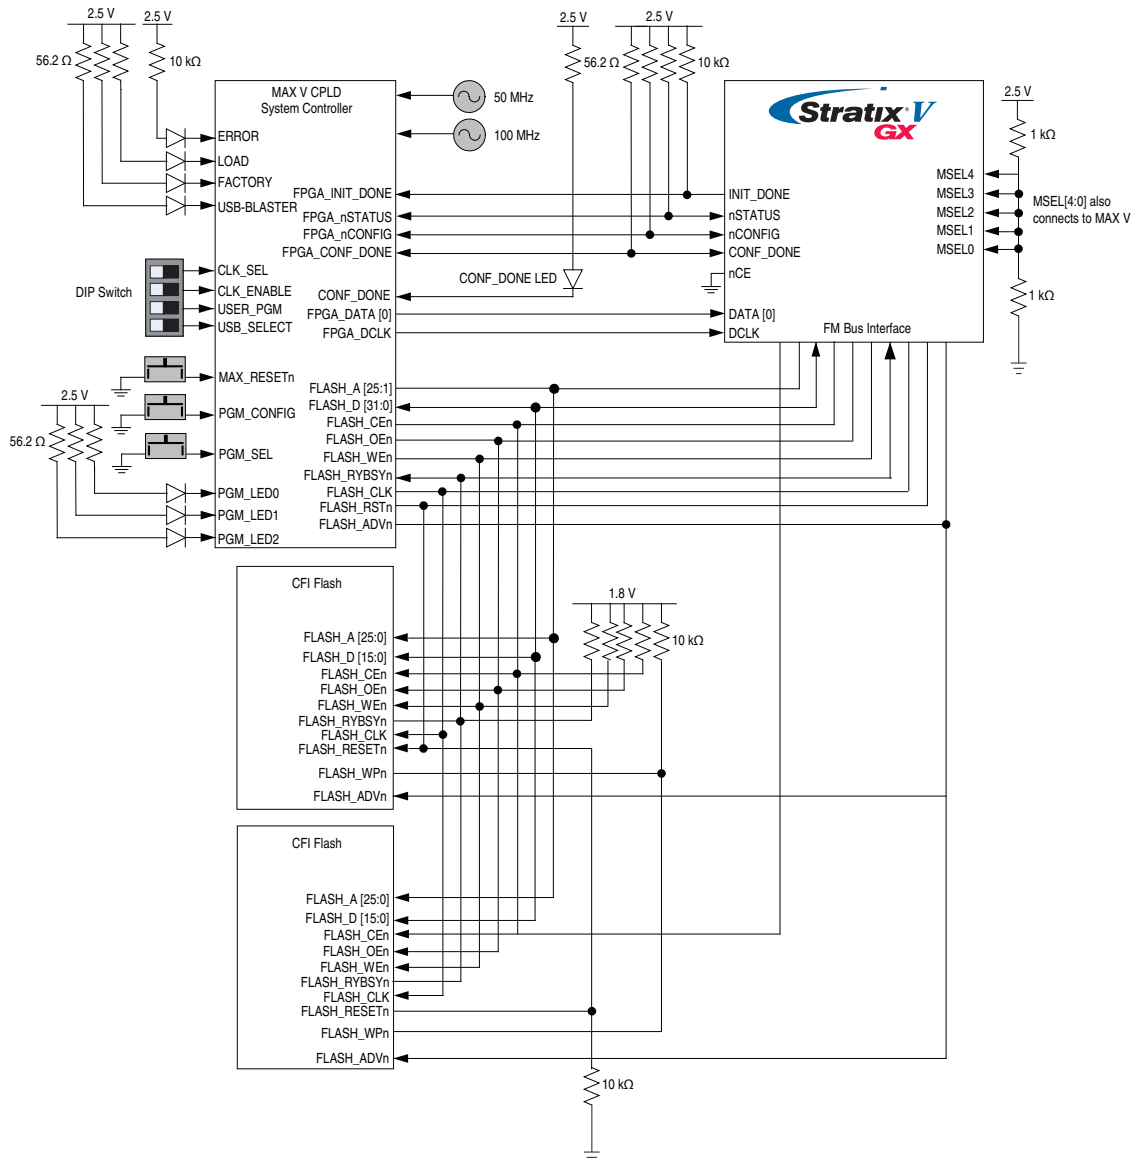 2.5 V
2.5 V
56.2 Ω
10 kΩ
2.5 V
2.5 V
56.2 Ω
10 kΩ
MAX V CPLD
System Controller
50 MHz
100 MHz
ERROR
LOAD
FACTORY
USB-BLASTER
FPGA_INIT_DONE
FPGA_nSTATUS
FPGA_nCONFIG
FPGA_CONF_DONE
DIP Switch
CLK_SEL
CLK_ENABLE
USER_PGM
USB_SELECT
CONF_DONE LED
CONF_DONE
FPGA_DATA [0]
FPGA_DCLK
MAX_RESETn
PGM_CONFIG
PGM_SEL
2.5 V
56.2 Ω
PGM_LED0
PGM_LED1
PGM_LED2
FLASH_A [25:1]
FLASH_D [31:0]
FLASH_CEn
FLASH_OEn
FLASH_WEn
FLASH_RYBSYn
FLASH_CLK
FLASH_RSTn
FLASH_ADVn
Stratix V
GX
INIT_DONE
nSTATUS
nCONFIG
CONF_DONE
nCE
DATA [0]
DCLK
FM Bus Interface
MSEL4
MSEL3
MSEL2
MSEL1
MSEL0
2.5 V
1 kΩ
MSEL[4:0] also
connects to MAX V
1 kΩ
CFI Flash
1.8 V
10 kΩ
FLASH_A [25:0]
FLASH_D [15:0]
FLASH_CEn
FLASH_OEn
FLASH_WEn
FLASH_RYBSYn
FLASH_CLK
FLASH_RESETn
FLASH_WPn
FLASH_ADVn
CFI Flash
FLASH_A [25:0]
FLASH_D [15:0]
FLASH_CEn
FLASH_OEn
FLASH_WEn
FLASH_RYBSYn
FLASH_CLK
FLASH_RESETn
FLASH_WPn
FLASH_ADVn
10 kΩ